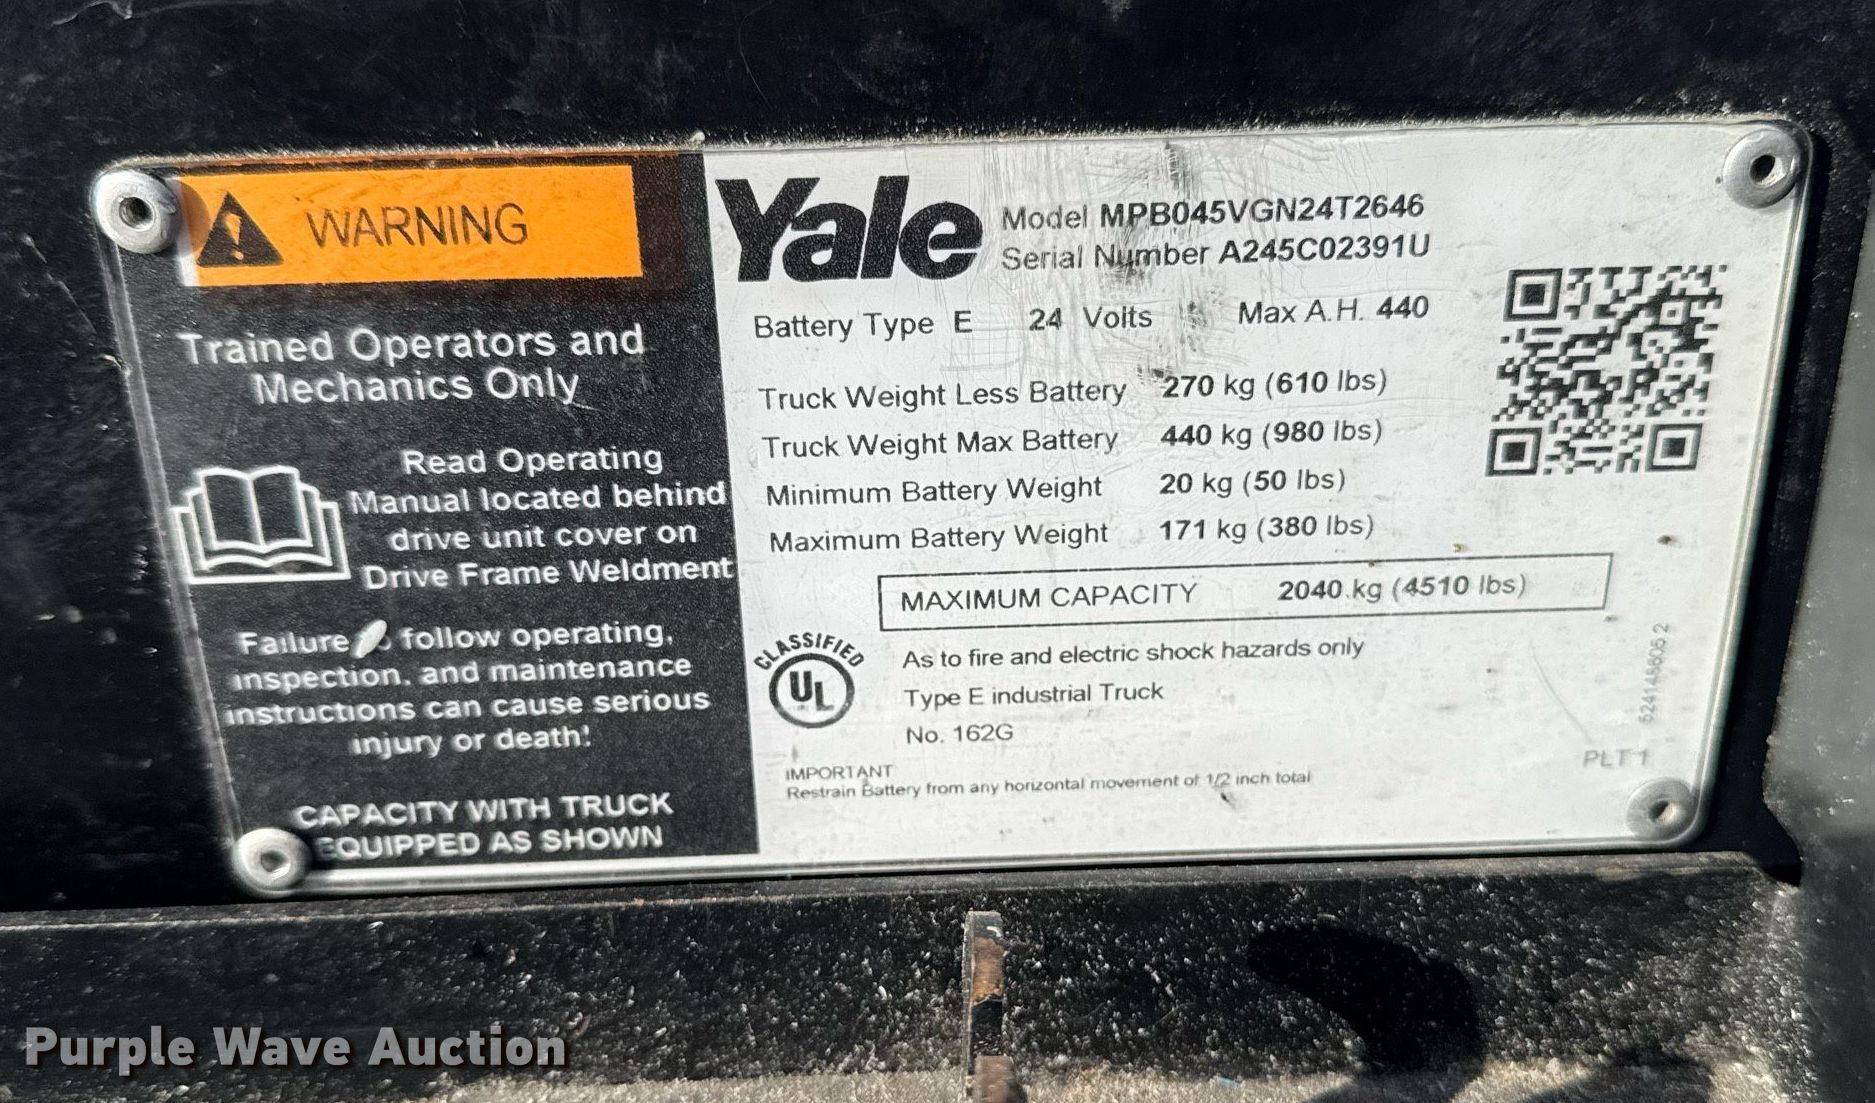 WARNING
Trained Operators and
Mechanics Only
Read Operating
Manual located behind
drive unit cover on
Drive Frame Weldment
Failure follow operating,
inspection, and maintenance
instructions can cause serious
injury or death!
CAPACITY WITH TRUCK
EQUIPPED AS SHOWN
Yale
Model MPB045VGN24T2646
Serial Number A245C02391U
Battery Type E 24 Volts Max A.H. 440
Truck Weight Less Battery 270 kg (610 lbs)
Truck Weight Max Battery 440 kg (980 lbs)
Minimum Battery Weight 20 kg (50 lbs)
Maximum Battery Weight 171 kg (380 lbs)
MAXIMUM CAPACITY 2040 kg (4510 lbs)
CLASSIFIED
UL
As to fire and electric shock hazards only
Type E industrial Truck
No. 162G
IMPORTANT
Restrain Battery from any horizontal movement of 1/2 inch total
PLT 1
Purple Wave Auction